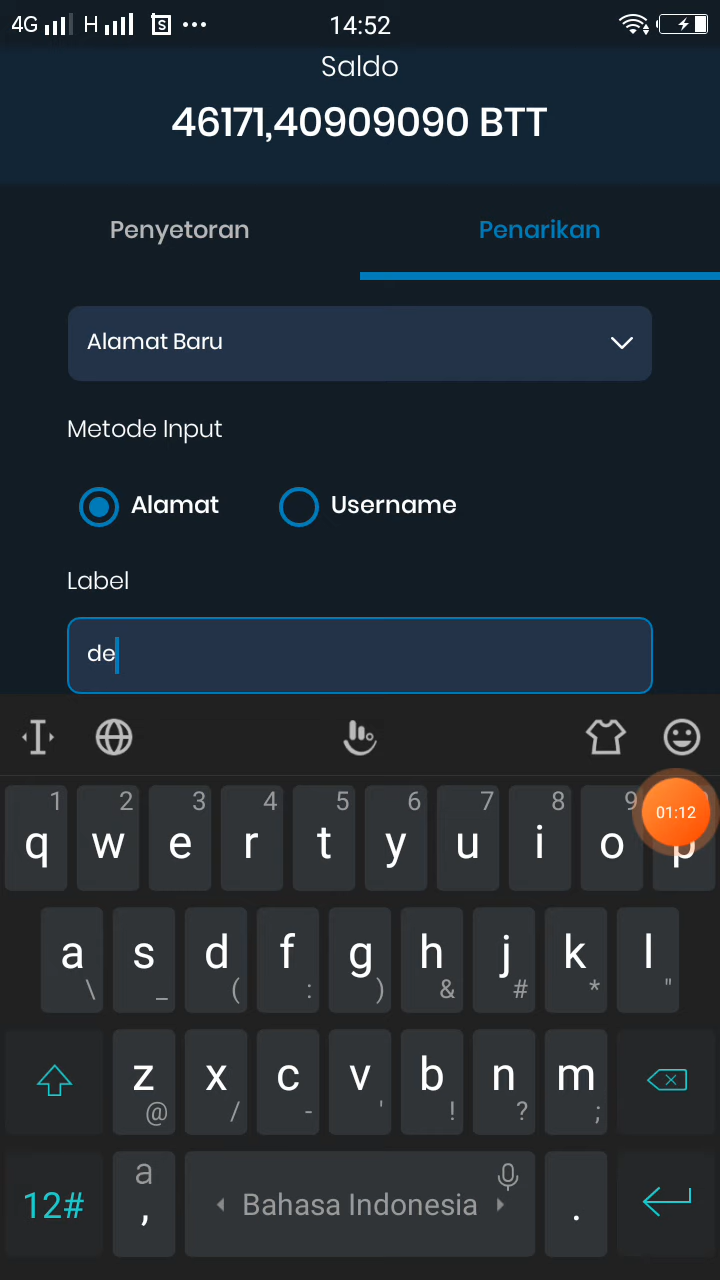 4G H S 14:52
Saldo
46171,40909090 BTT
Penyetoran Penarikan
Alamat Baru
Metode Input
Alamat Username
Label
de
1 2 3 4 5 6 7 8 9
q w e r t y u i o p
01:12
a s d f g h j k l
\ _ ( : ) & # * "
z x c v b n m
@ / - ' ! ? ;
12# a , Bahasa Indonesia .